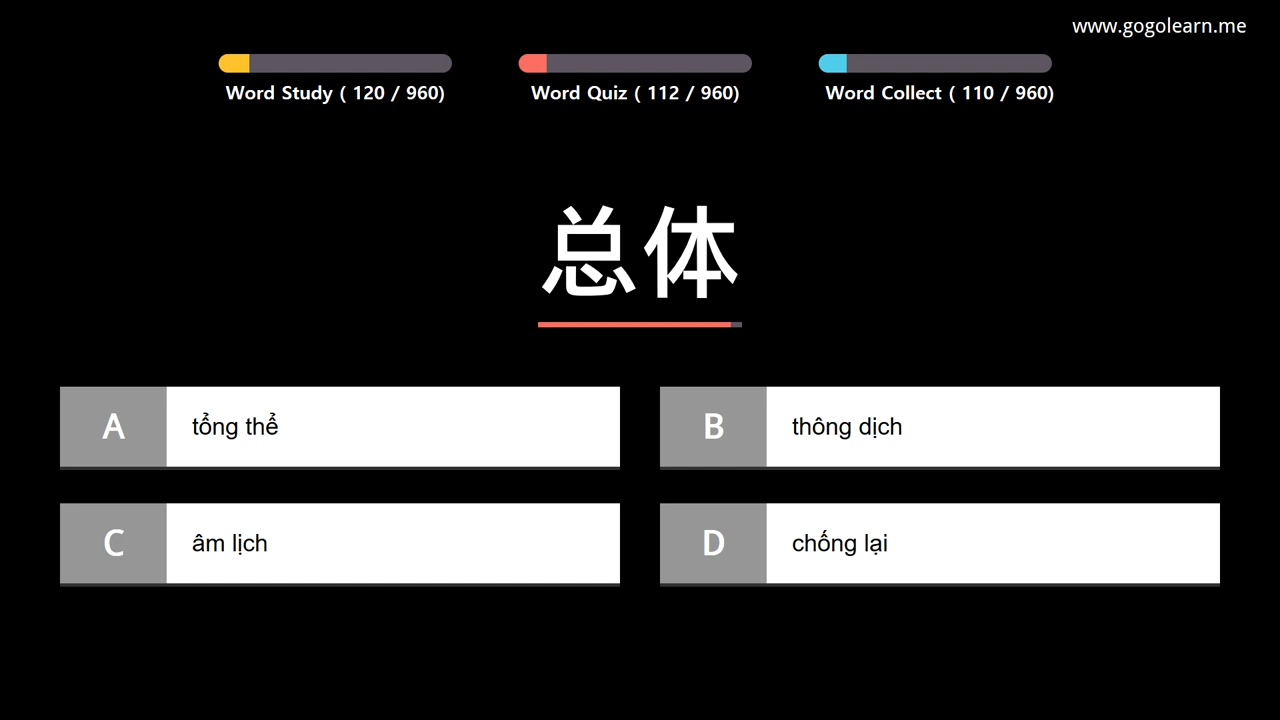 www.gogolearn.me
Word Study ( 120 / 960)
Word Quiz ( 112 / 960)
Word Collect ( 110 / 960)
总体
A
tổng thể
B
thông dịch
C
âm lịch
D
chống lại